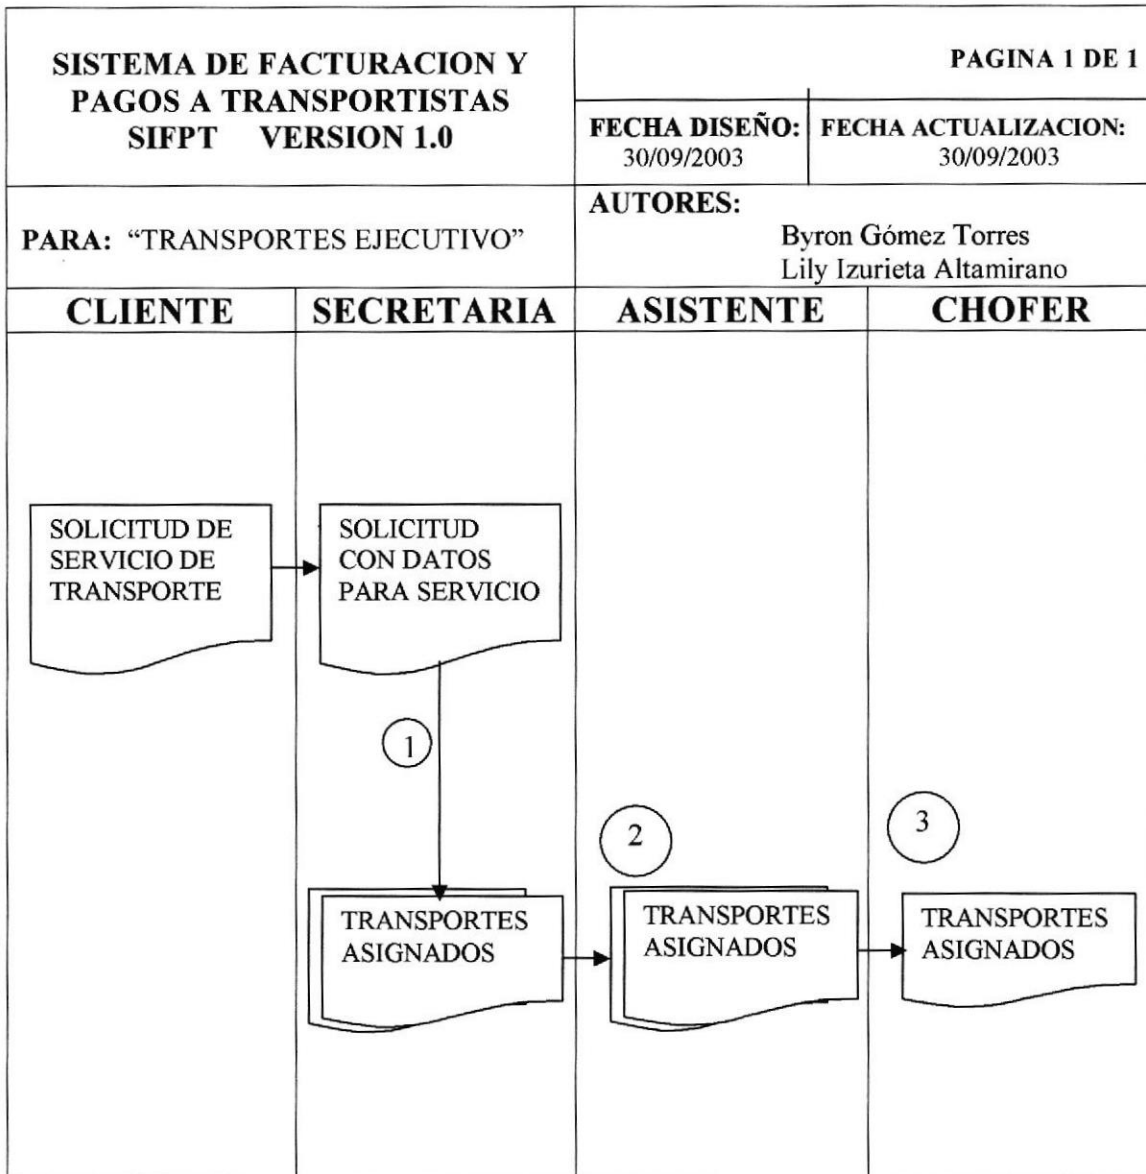 SISTEMA DE FACTURACION Y
PAGOS A TRANSPORTISTAS
SIFPT VERSION 1.0
PAGINA 1 DE 1
FECHA DISEÑO:
30/09/2003
FECHA ACTUALIZACION:
30/09/2003
PARA: “TRANSPORTES EJECUTIVO”
AUTORES:
Byron Gómez Torres
Lily Izurieta Altamirano
CLIENTE
SECRETARIA
ASISTENTE
CHOFER
SOLICITUD DE
SERVICIO DE
TRANSPORTE
SOLICITUD
CON DATOS
PARA SERVICIO
1
2
3
TRANSPORTES
ASIGNADOS
TRANSPORTES
ASIGNADOS
TRANSPORTES
ASIGNADOS